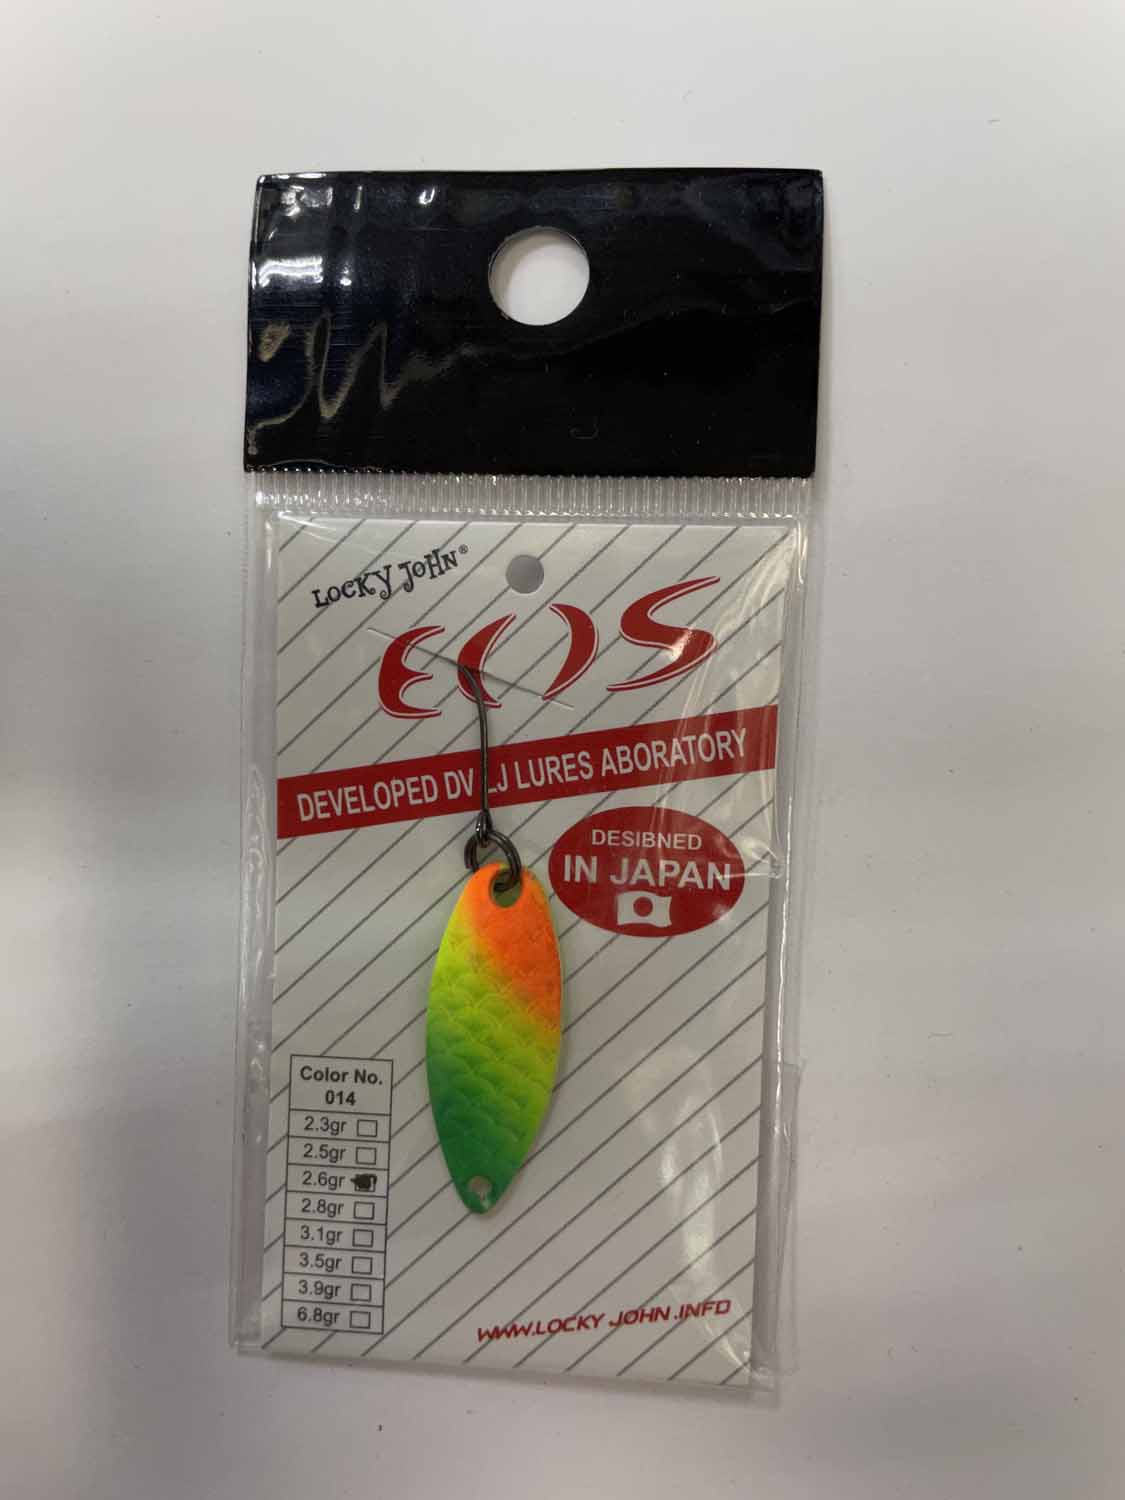 LOCKY JOHN®
EOS
DEVELOPED DV LJ LURES ABORATORY
DESIBNED
IN JAPAN
Color No.
014
2.3gr
2.5gr
2.6gr
2.8gr
3.1gr
3.5gr
3.9gr
6.8gr
WWW.LOCKY JOHN.INFO